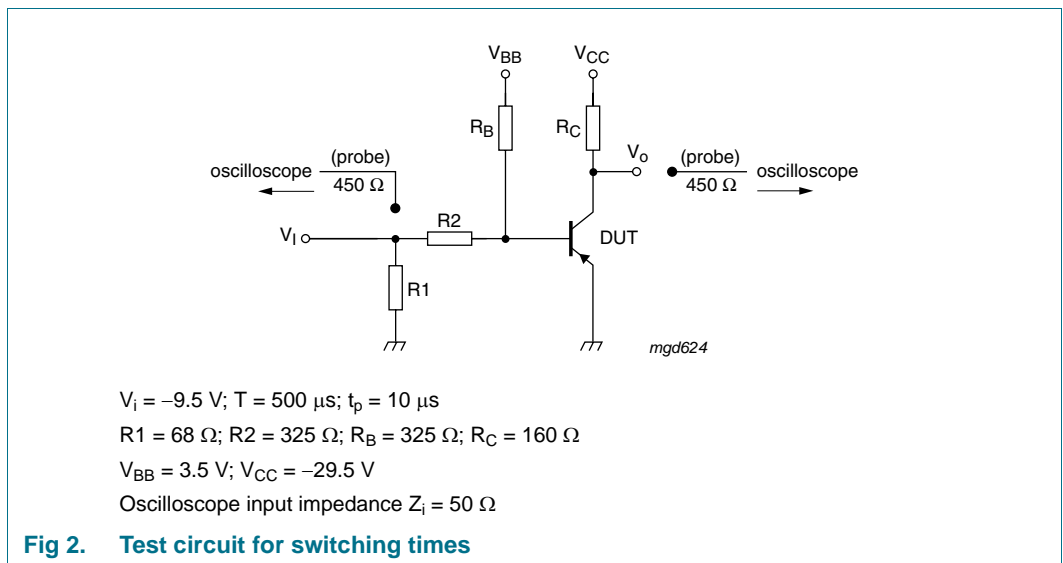 V_BB V_CC
R_B R_C
V_o
oscilloscope (probe) 450 Ω
(probe) 450 Ω oscilloscope
R2
V_I
DUT
R1
mgd624
V_i = −9.5 V; T = 500 μs; t_p = 10 μs
R1 = 68 Ω; R2 = 325 Ω; R_B = 325 Ω; R_C = 160 Ω
V_BB = 3.5 V; V_CC = −29.5 V
Oscilloscope input impedance Z_i = 50 Ω
Fig 2. Test circuit for switching times